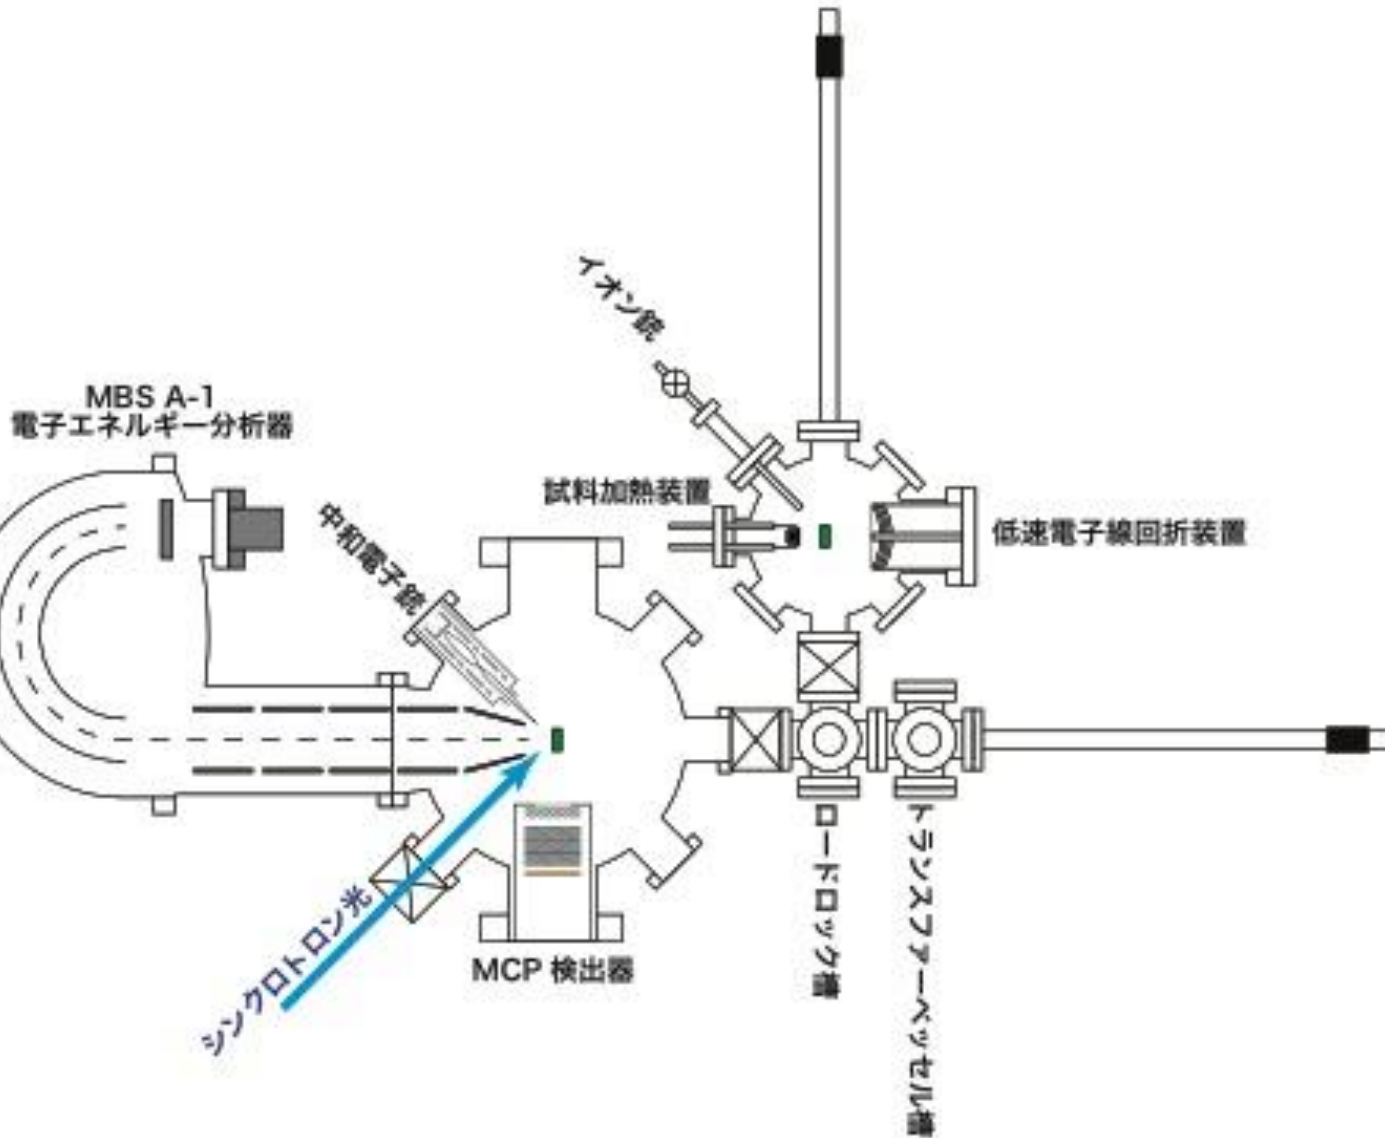 イオン銃
MBS A-1
電子エネルギー分析器
試料加熱装置
低速電子線回折装置
中和電子銃
シンクロトロン光
MCP 検出器
ロードロック槽
トランスファーベッセル槽